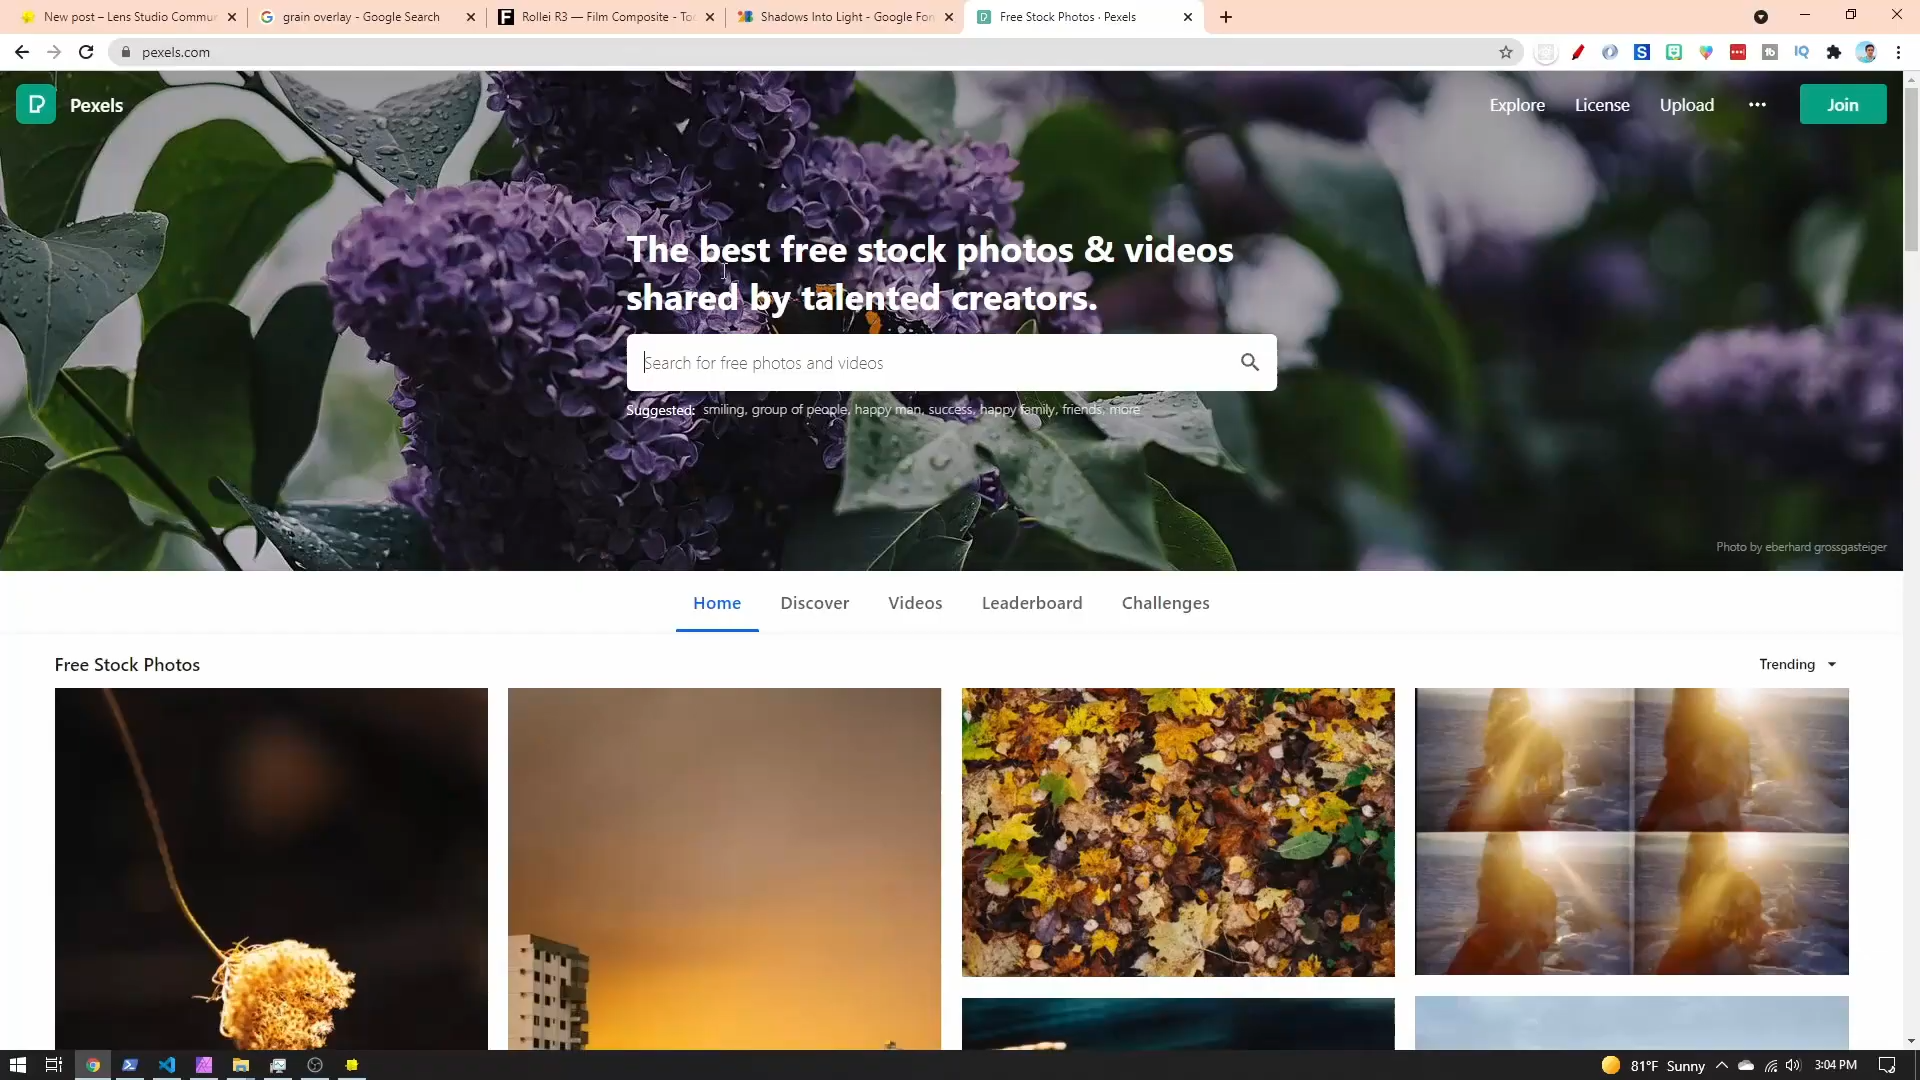 New post – Lens Studio Commun
grain overlay - Google Search
Rollei R3 — Film Composite - Too
Shadows Into Light - Google Fon
Free Stock Photos · Pexels
pexels.com
Pexels
Explore
License
Upload
Join
The best free stock photos & videos
shared by talented creators.
Search for free photos and videos
Suggested: smiling, group of people, happy man, success, happy family, friends, more
Photo by eberhard grossgasteiger
Home
Discover
Videos
Leaderboard
Challenges
Free Stock Photos
Trending
81°F Sunny
3:04 PM